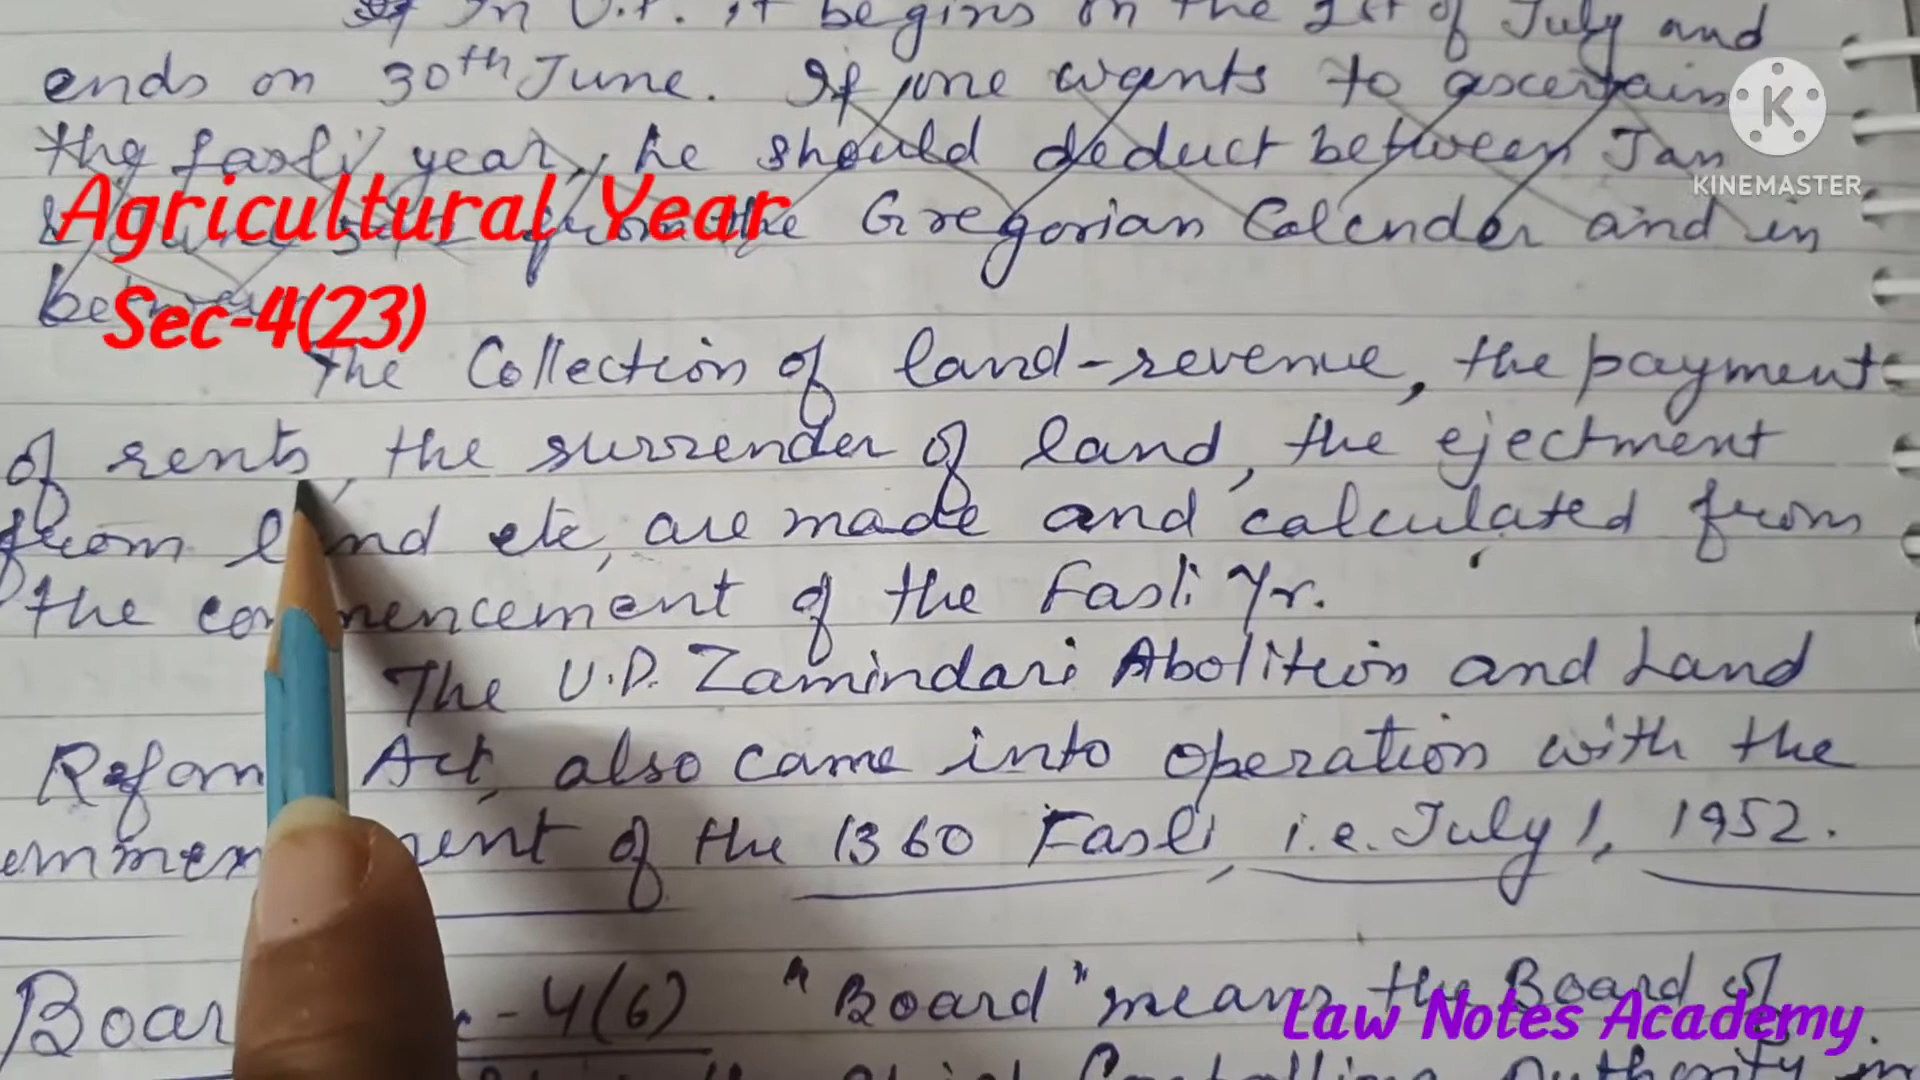 In U.P. it begins on the 1st of July and
ends on 30th June. If one wants to ascertain
the fasli year, he should deduct between Jan
the Gregorian Calender and in
K
KINEMASTER
Agricultural Year
Sec-4(23)
The Collection of land-revenue, the payment
of rents, the surrender of land, the ejectment
from land etc, are made and calculated from
the commencement of the Fasli Yr.
The U.P. Zamindari Abolition and Land
Reform Act, also came into operation with the
ment of the 1360 Fasli, i.e. July 1, 1952.
Boar - 4(6) "Board" means the Board of
Law Notes Academy
Controlling Authority in